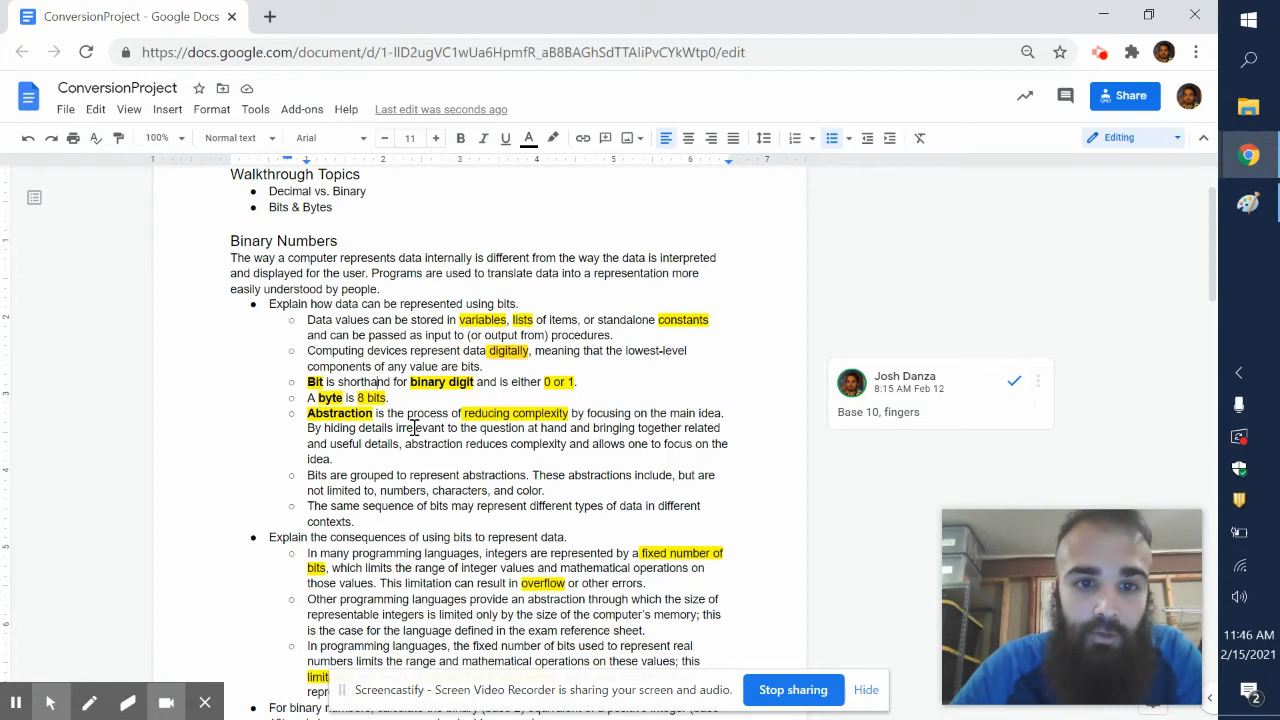 ConversionProject - Google Docs
https://docs.google.com/document/d/1-IlD2ugVC1wUa6HpmfR_aB8BAGhSdTTAIiPvCYkWtp0/edit
ConversionProject
File Edit View Insert Format Tools Add-ons Help Last edit was seconds ago
Share
100% Normal text Arial 11 Editing
1 1 2 3 4 5 6 7
Walkthrough Topics
● Decimal vs. Binary
● Bits & Bytes
Binary Numbers
The way a computer represents data internally is different from the way the data is interpreted
and displayed for the user. Programs are used to translate data into a representation more
easily understood by people.
● Explain how data can be represented using bits.
○ Data values can be stored in variables, lists of items, or standalone constants
and can be passed as input to (or output from) procedures.
○ Computing devices represent data digitally, meaning that the lowest-level
components of any value are bits.
○ Bit is shorthand for binary digit and is either 0 or 1.
○ A byte is 8 bits.
○ Abstraction is the process of reducing complexity by focusing on the main idea.
By hiding details irrelevant to the question at hand and bringing together related
and useful details, abstraction reduces complexity and allows one to focus on the
idea.
○ Bits are grouped to represent abstractions. These abstractions include, but are
not limited to, numbers, characters, and color.
○ The same sequence of bits may represent different types of data in different
contexts.
● Explain the consequences of using bits to represent data.
○ In many programming languages, integers are represented by a fixed number of
bits, which limits the range of integer values and mathematical operations on
those values. This limitation can result in overflow or other errors.
○ Other programming languages provide an abstraction through which the size of
representable integers is limited only by the size of the computer's memory; this
is the case for the language defined in the exam reference sheet.
○ In programming languages, the fixed number of bits used to represent real
numbers limits the range and mathematical operations on these values; this
limit
repr
Josh Danza
8:15 AM Feb 12
Base 10, fingers
Screencastify - Screen Video Recorder is sharing your screen and audio. Stop sharing Hide
11:46 AM
2/15/2021
2